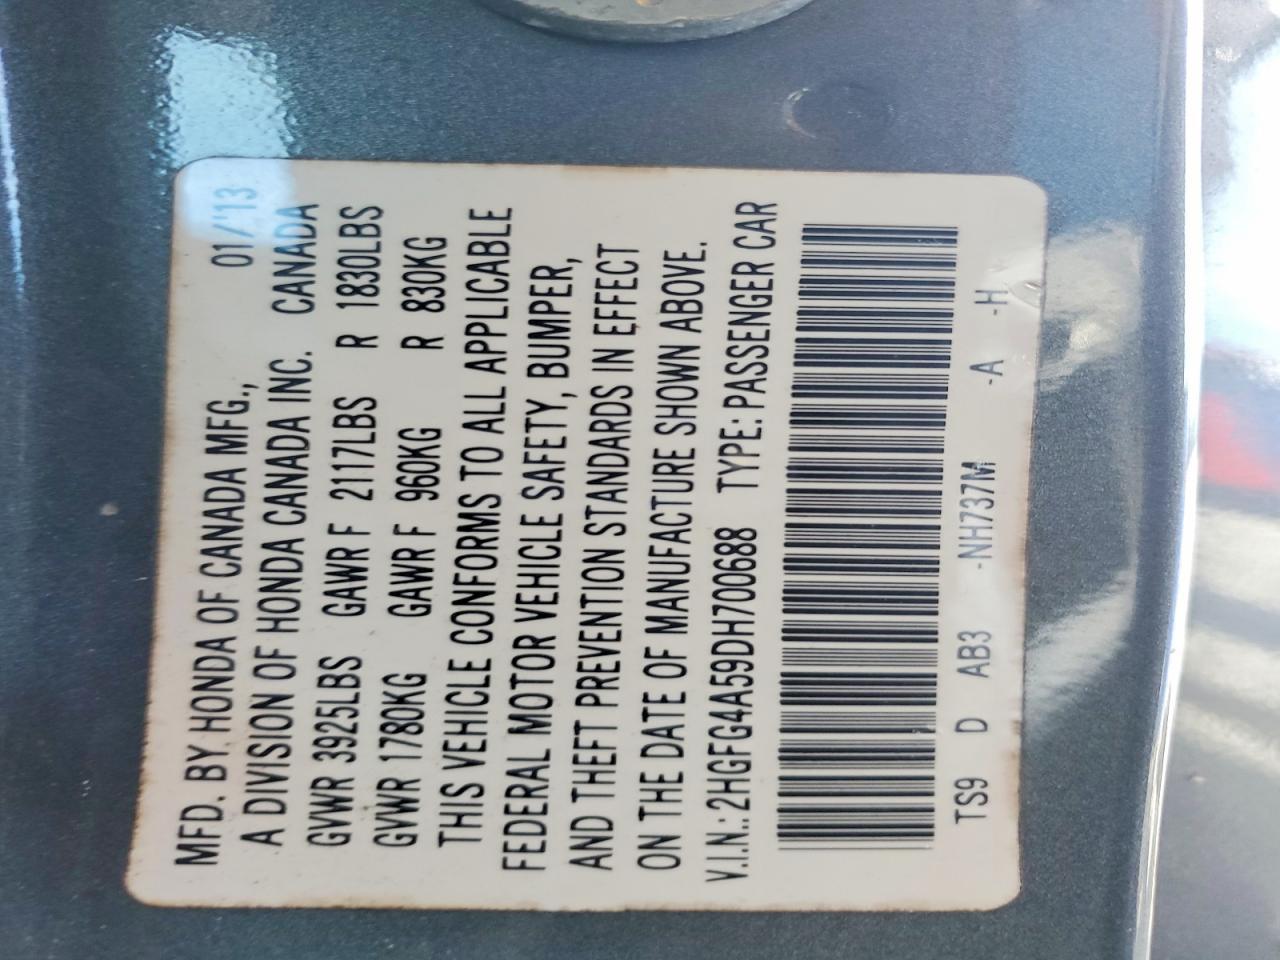 MFD. BY HONDA OF CANADA MFG., 01/'13
A DIVISION OF HONDA CANADA INC. CANADA
GVWR 3925LBS GAWR F 2117LBS R 1830LBS
GVWR 1780KG GAWR F 960KG R 830KG
THIS VEHICLE CONFORMS TO ALL APPLICABLE
FEDERAL MOTOR VEHICLE SAFETY, BUMPER,
AND THEFT PREVENTION STANDARDS IN EFFECT
ON THE DATE OF MANUFACTURE SHOWN ABOVE.
V.I.N.: 2HGFG4A59DH700688 TYPE: PASSENGER CAR
TS9 D AB3 -NH737M -A -H